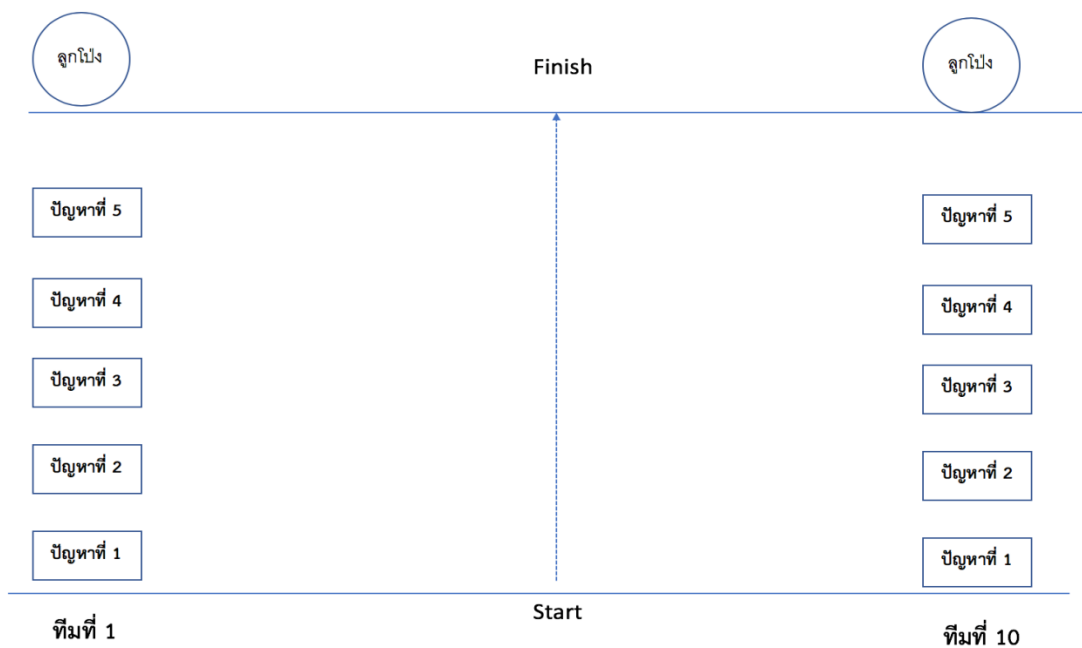 ลูกโป่ง
Finish
ลูกโป่ง
ปัญหาที่ 5
ปัญหาที่ 5
ปัญหาที่ 4
ปัญหาที่ 4
ปัญหาที่ 3
ปัญหาที่ 3
ปัญหาที่ 2
ปัญหาที่ 2
ปัญหาที่ 1
ปัญหาที่ 1
Start
ทีมที่ 1
ทีมที่ 10